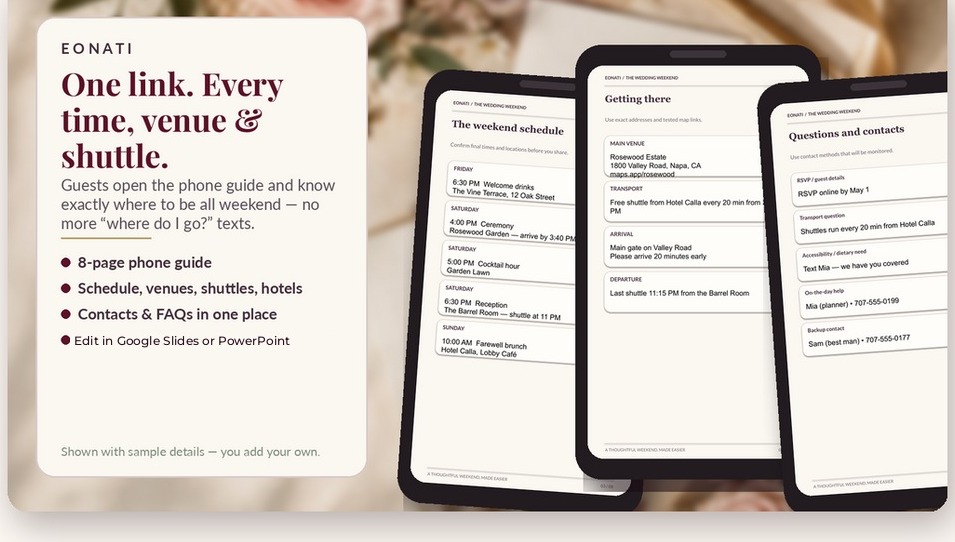 EONATI
One link. Every
time, venue &
shuttle.
Guests open the phone guide and know
exactly where to be all weekend — no
more “where do I go?” texts.
8-page phone guide
Schedule, venues, shuttles, hotels
Contacts & FAQs in one place
Edit in Google Slides or PowerPoint
Shown with sample details — you add your own.
EONATI / THE WEDDING WEEKEND
The weekend schedule
Confirm final times and locations before you share.
FRIDAY
6:30 PM Welcome drinks
The Vine Terrace, 12 Oak Street
SATURDAY
4:00 PM Ceremony
Rosewood Garden — arrive by 3:40 PM
SATURDAY
5:00 PM Cocktail hour
Garden Lawn
SATURDAY
6:30 PM Reception
The Barrel Room — shuttle at 11 PM
SUNDAY
10:00 AM Farewell brunch
Hotel Calla, Lobby Café
A THOUGHTFUL WEEKEND, MADE EASIER
EONATI / THE WEDDING WEEKEND
Getting there
Use exact addresses and tested map links.
MAIN VENUE
Rosewood Estate
1800 Valley Road, Napa, CA
maps.app/rosewood
TRANSPORT
Free shuttle from Hotel Calla every 20 min from
PM
ARRIVAL
Main gate on Valley Road
Please arrive 20 minutes early
DEPARTURE
Last shuttle 11:15 PM from the Barrel Room
A THOUGHTFUL WEEKEND, MADE EASIER
EONATI / THE WEDDING WEEKEND
Questions and contacts
Use contact methods that will be monitored.
RSVP / guest details
RSVP online by May 1
Transport question
Shuttles run every 20 min from Hotel Calla
Accessibility / dietary need
Text Mia — we have you covered
On-the-day help
Mia (planner) • 707-555-0199
Backup contact
Sam (best man) • 707-555-0177
A THOUGHTFUL WEEKEND, MADE EASIER